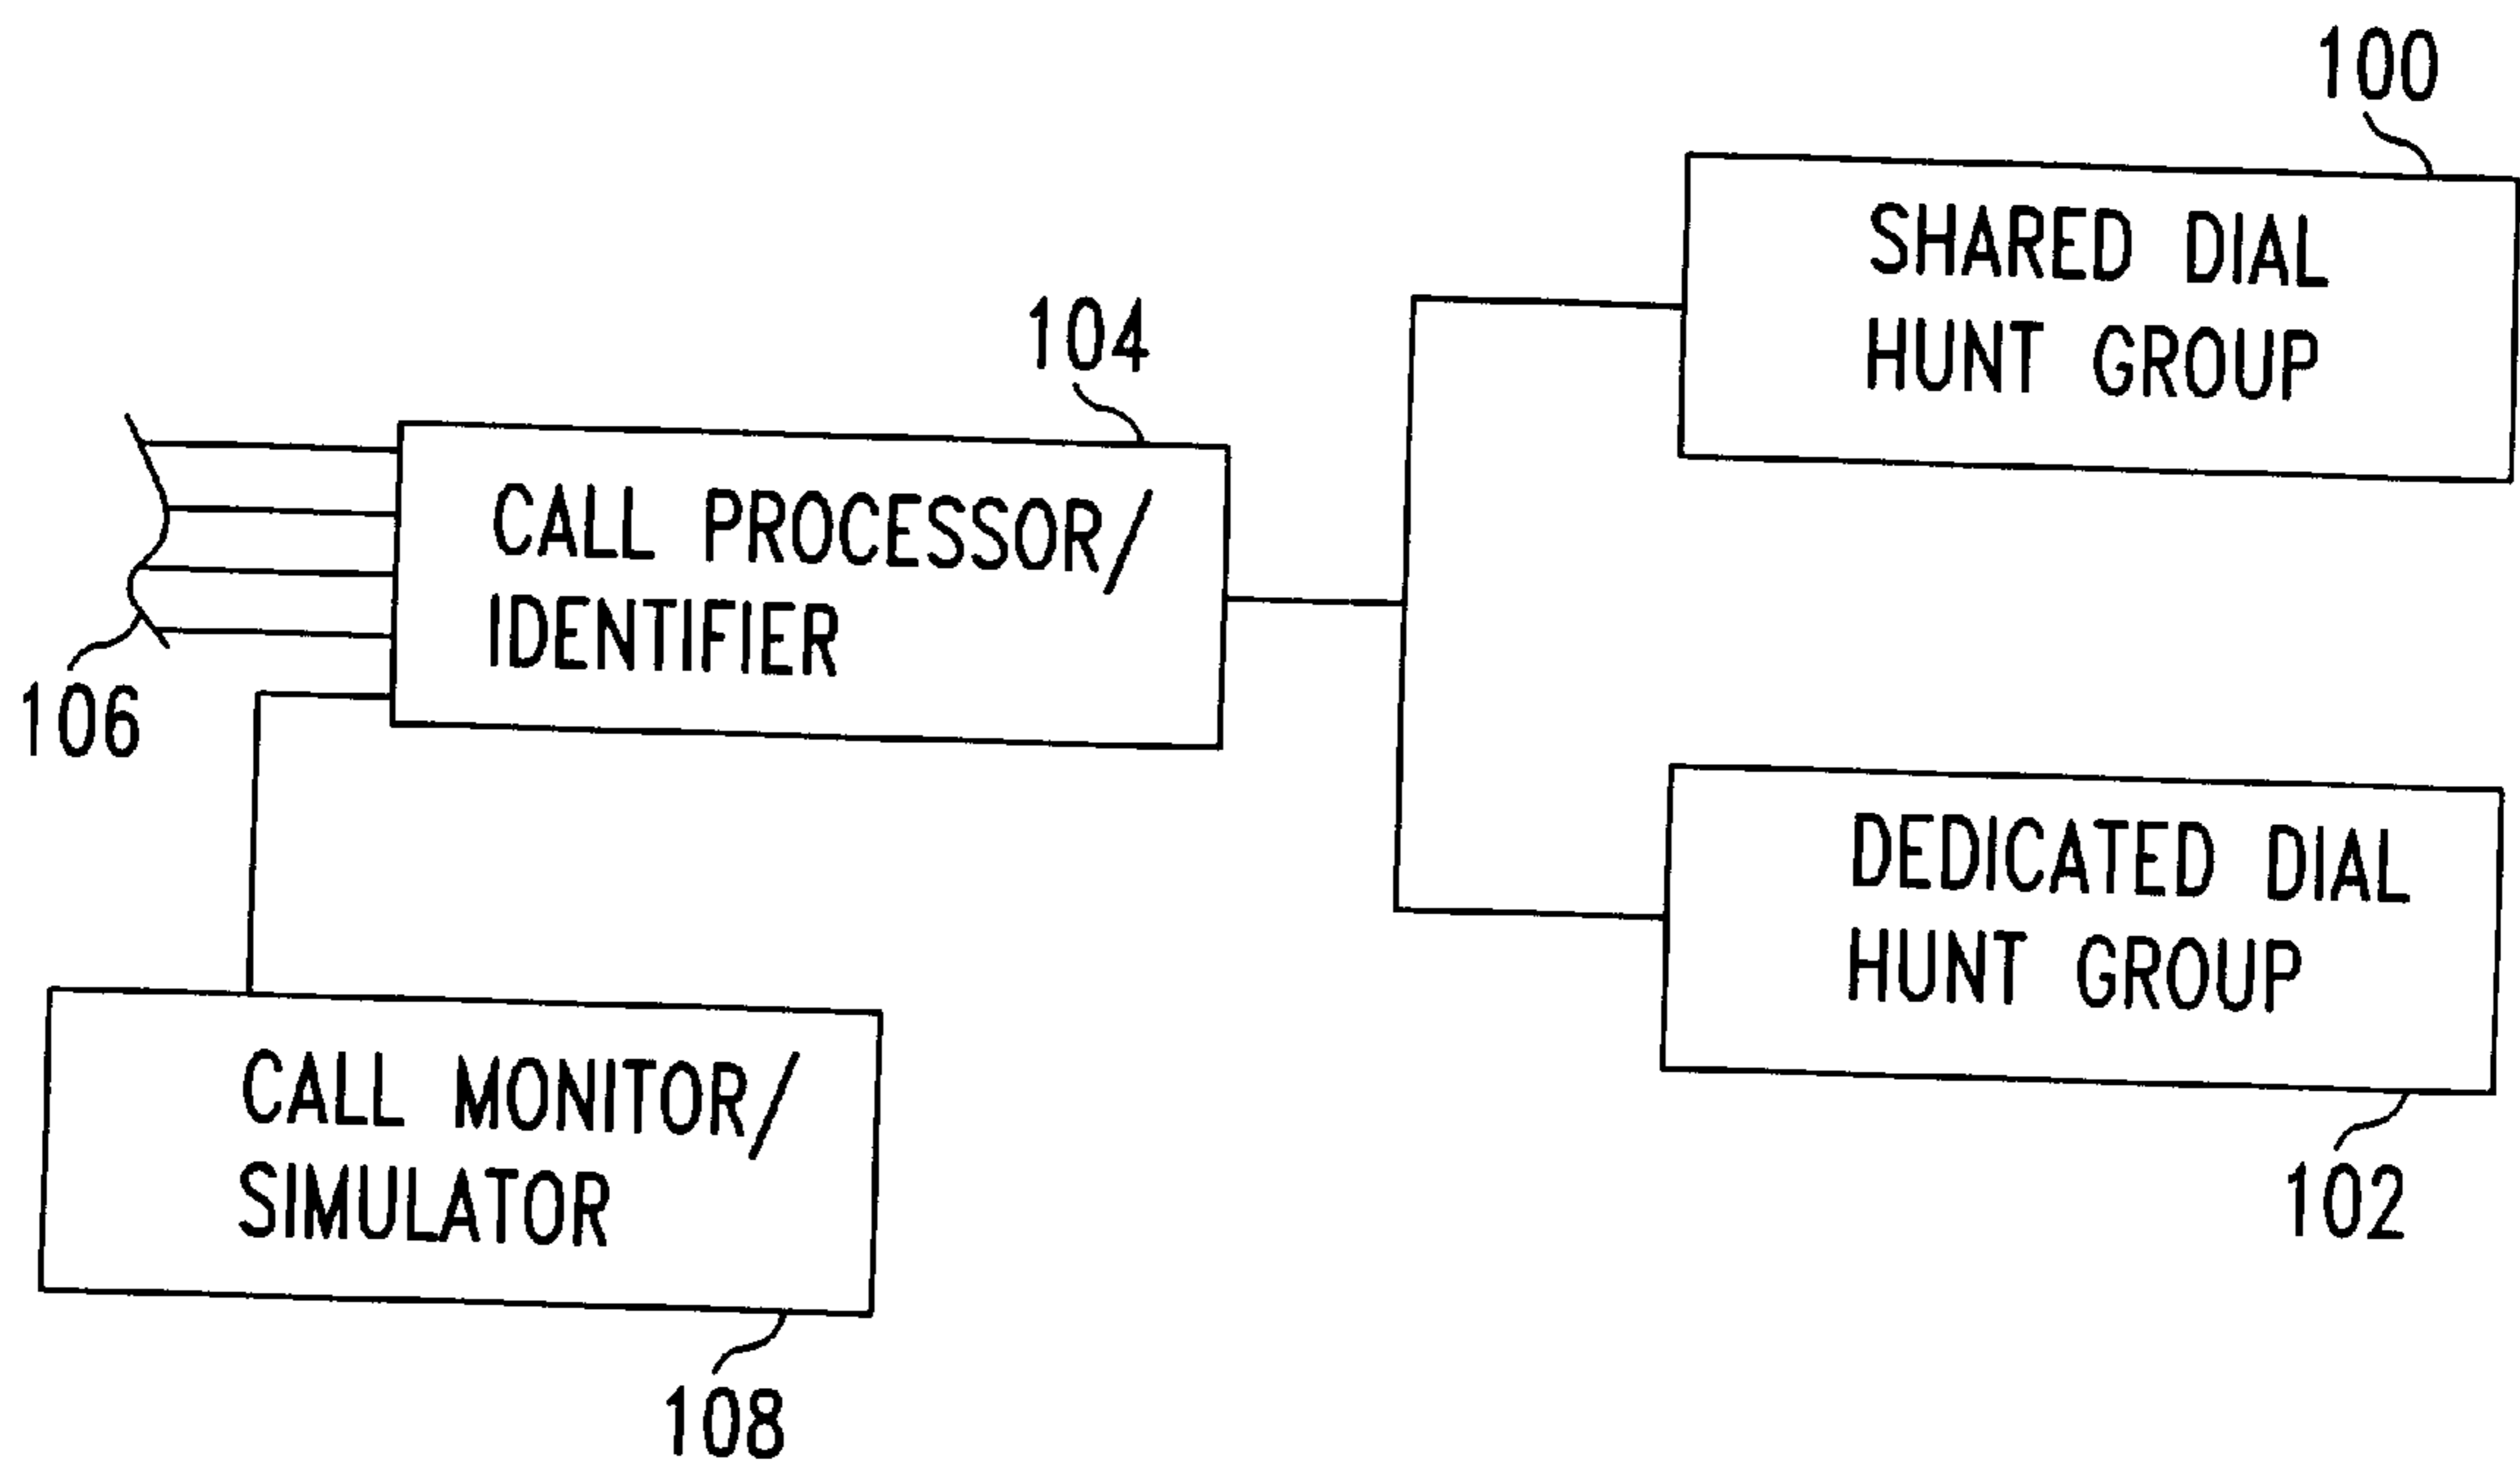 100
SHARED DIAL
HUNT GROUP
104
CALL PROCESSOR/
IDENTIFIER
106
DEDICATED DIAL
HUNT GROUP
102
CALL MONITOR/
SIMULATOR
108